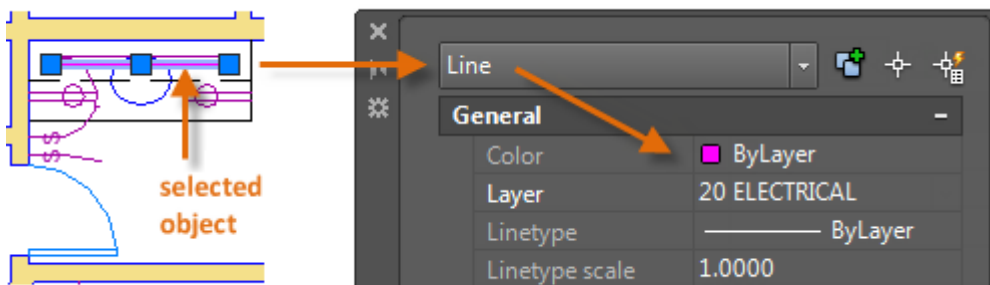 S
S
selected
object
Line
General
Color ByLayer
Layer 20 ELECTRICAL
Linetype ByLayer
Linetype scale 1.0000